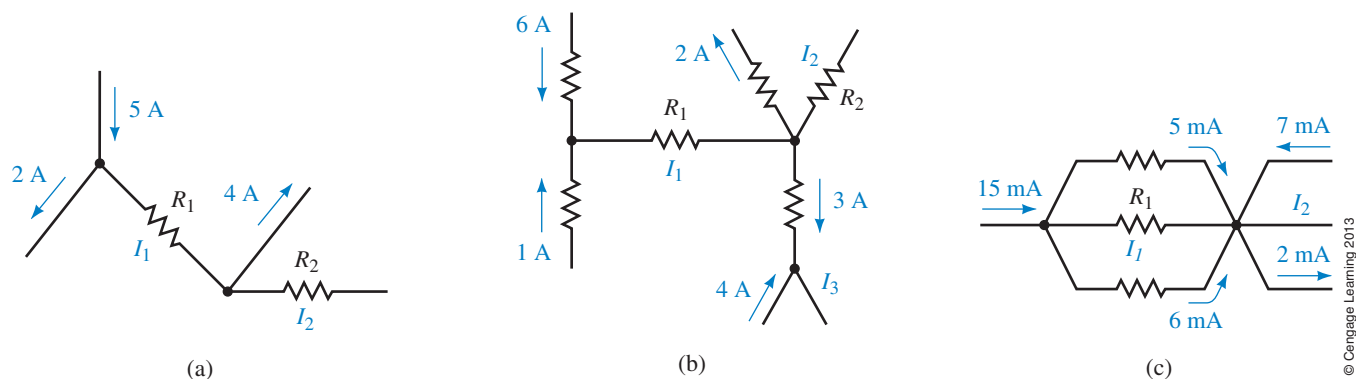 5 A
2 A
R1
I1
4 A
R2
I2
(a)
6 A
1 A
R1
I1
2 A
I2
R2
3 A
4 A
I3
(b)
15 mA
5 mA
R1
I1
6 mA
7 mA
I2
2 mA
(c)
© Cengage Learning 2013